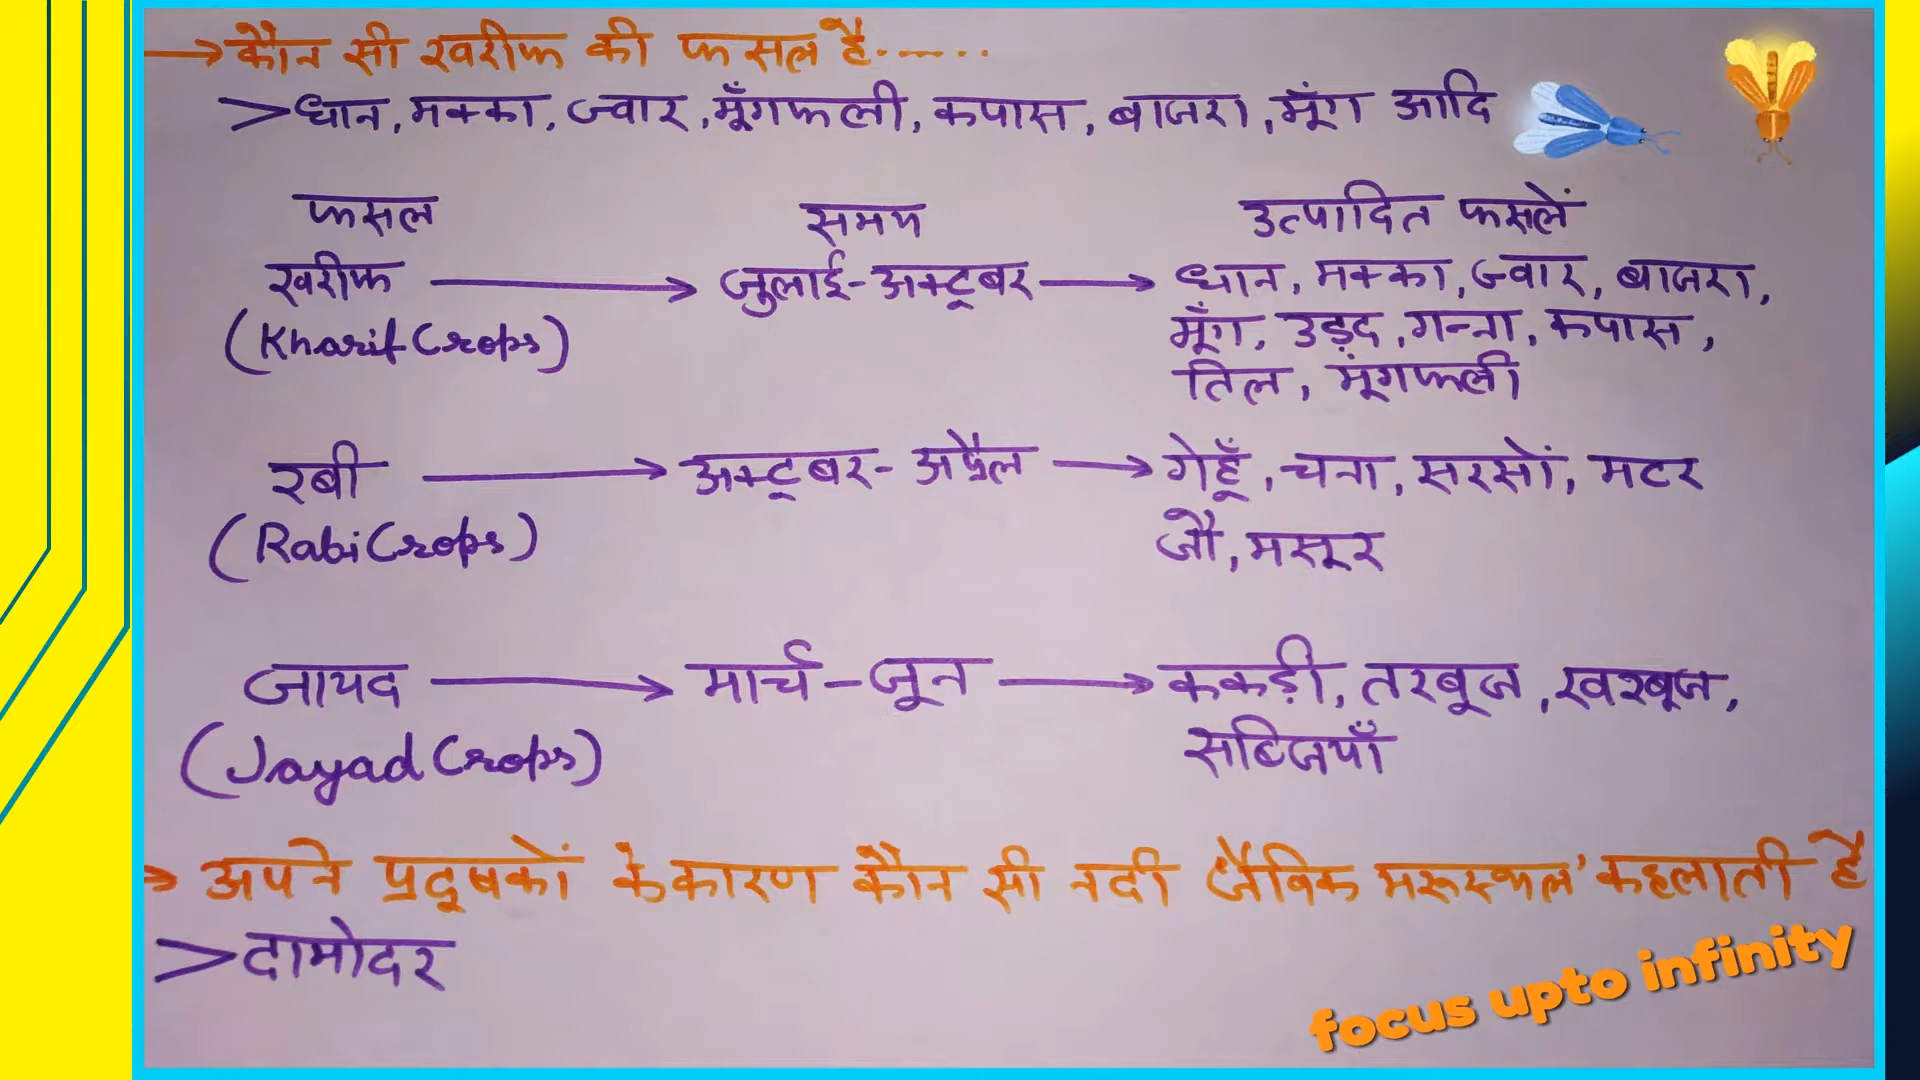 → कौन सी खरीफ की फसल है......
> धान, मक्का, ज्वार, मूँगफली, कपास, बाजरा, मूंग आदि
फसल समय उत्पादित फसलें
खरीफ → जुलाई-अक्टूबर → धान, मक्का, ज्वार, बाजरा,
(Kharif Crops) मूँग, उड़द, गन्ना, कपास,
तिल, मूंगफली
रबी → अक्टूबर- अप्रैल → गेहूँ, चना, सरसों, मटर
(Rabi Crops) जौ, मसूर
जायद → मार्च-जून → ककड़ी, तरबूज, खरबूज,
(Jayad Crops) सब्जियाँ
→ अपने प्रदूषकों के कारण कौन सी नदी जैविक मरूस्थल' कहलाती है
> दामोदर
focus upto infinity